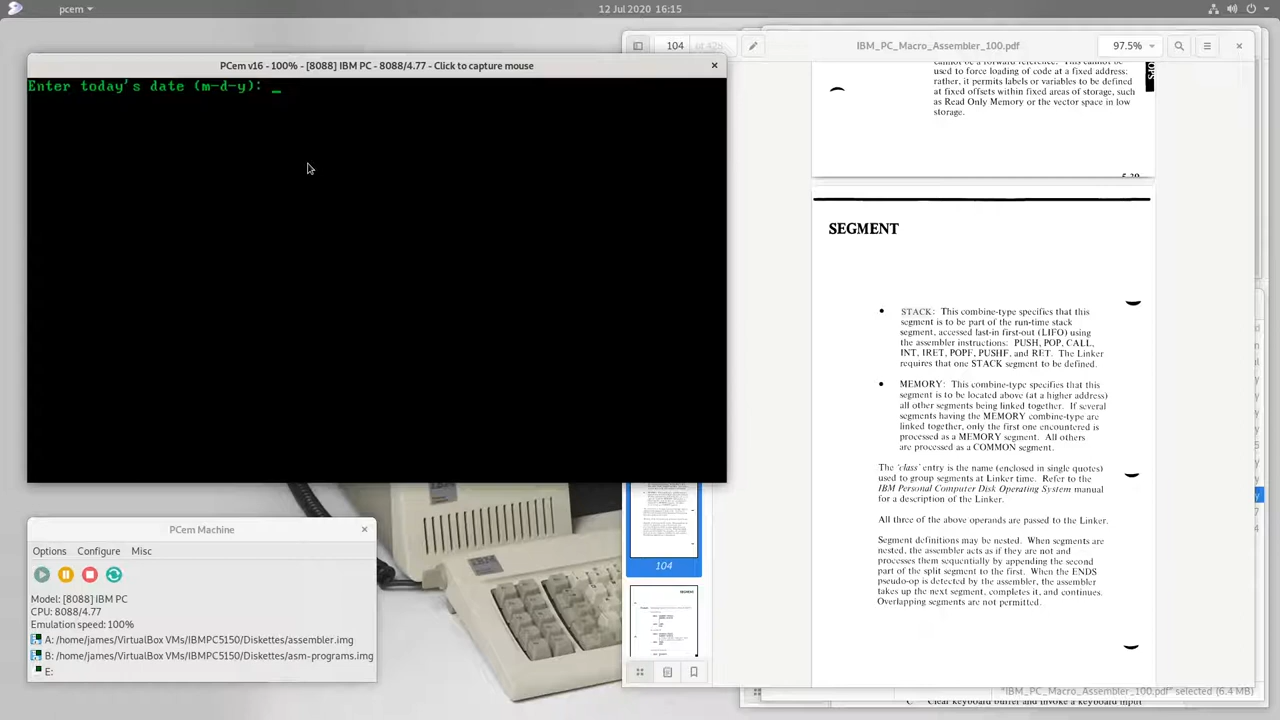 pcem
12 Jul 2020 16:15
PCem v16 - 100% - [8088] IBM PC - 8088/4.77 - Click to capture mouse
Enter today's date (m-d-y): _
104 of 428
IBM_PC_Macro_Assembler_100.pdf
97.5%
cannot be a forward reference. This cannot be
used to force loading of code at a fixed address;
rather, it permits labels or variables to be defined
at fixed offsets within fixed areas of storage, such
as Read Only Memory or the vector space in low
storage.
SEGMENT
• STACK: This combine-type specifies that this
segment is to be part of the run-time stack
segment, accessed last-in first-out (LIFO) using
the assembler instructions: PUSH, POP, CALL,
INT, IRET, POPF, PUSHF, and RET. The Linker
requires that one STACK segment to be defined.
• MEMORY: This combine-type specifies that this
segment is to be located above (at a higher address)
all other segments being linked together. If several
segments having the MEMORY combine-type are
linked together, only the first one encountered is
processed as a MEMORY segment. All others
are processed as a COMMON segment.
The 'class' entry is the name (enclosed in single quotes)
used to group segments at Linker time. Refer to the
IBM Personal Computer Disk Operating System manual
for a description of the Linker.
All three of the above operands are passed to the Linker.
Segment definitions may be nested. When segments are
nested, the assembler acts as if they are not and
processes them sequentially by appending the second
part of the split segment to the first. When the ENDS
pseudo-op is detected by the assembler, the assembler
takes up the next segment, completes it, and continues.
Overlapping segments are not permitted.
104
"IBM_PC_Macro_Assembler_100.pdf" selected (6.4 MB)
C Clear keyboard buffer and invoke a keyboard input
PCem Machine
Options Configure Misc
Model: [8088] IBM PC
CPU: 8088/4.77
Emulation speed: 100%
A: /home/james/VirtualBox VMs/IBMPC5150/Diskettes/assembler.img
B: /home/james/VirtualBox VMs/IBMPC5150/Diskettes/asm-programs.img
E: